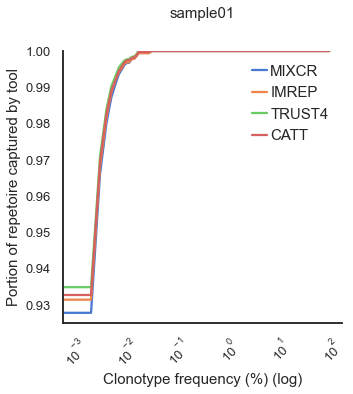 sample01
Portion of repetoire captured by tool
1.00
0.99
0.98
0.97
0.96
0.95
0.94
0.93
MIXCR
IMREP
TRUST4
CATT
10⁻³ 10⁻² 10⁻¹ 10⁰ 10¹ 10²
Clonotype frequency (%) (log)